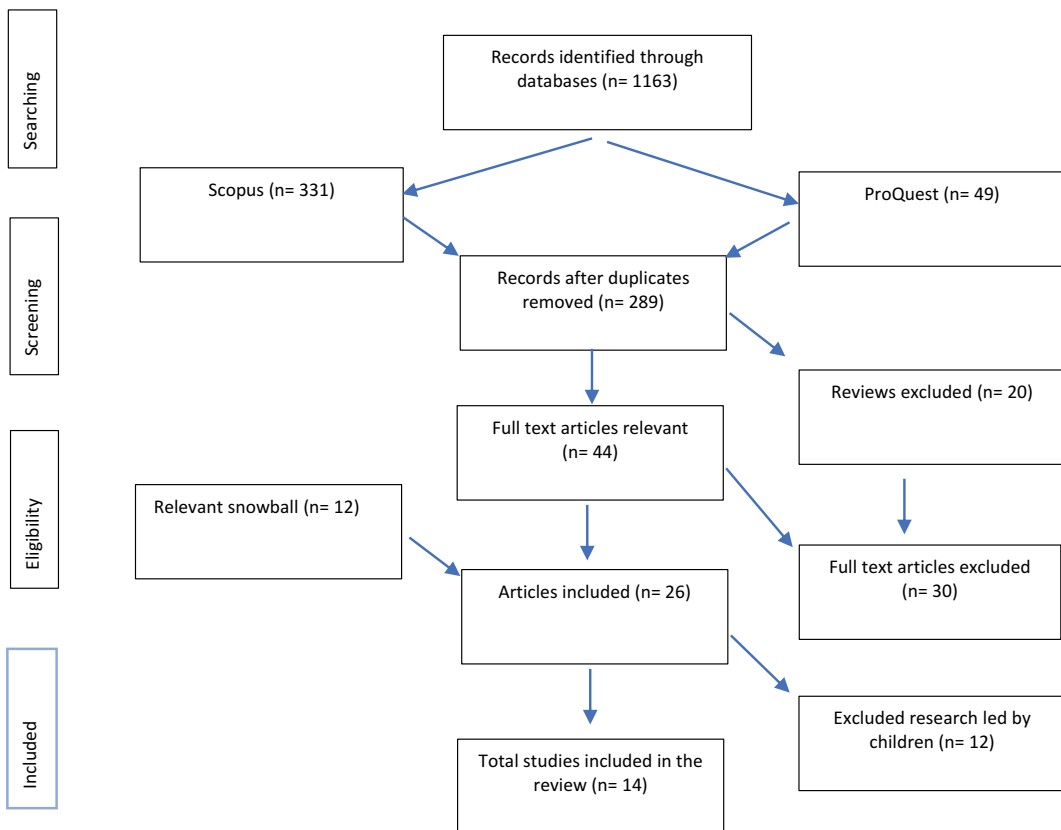 Searching
Records identified through
databases (n= 1163)
Scopus (n= 331)
ProQuest (n= 49)
Screening
Records after duplicates
removed (n= 289)
Reviews excluded (n= 20)
Full text articles relevant
(n= 44)
Eligibility
Relevant snowball (n= 12)
Full text articles excluded
(n= 30)
Articles included (n= 26)
Included
Excluded research led by
children (n= 12)
Total studies included in the
review (n= 14)